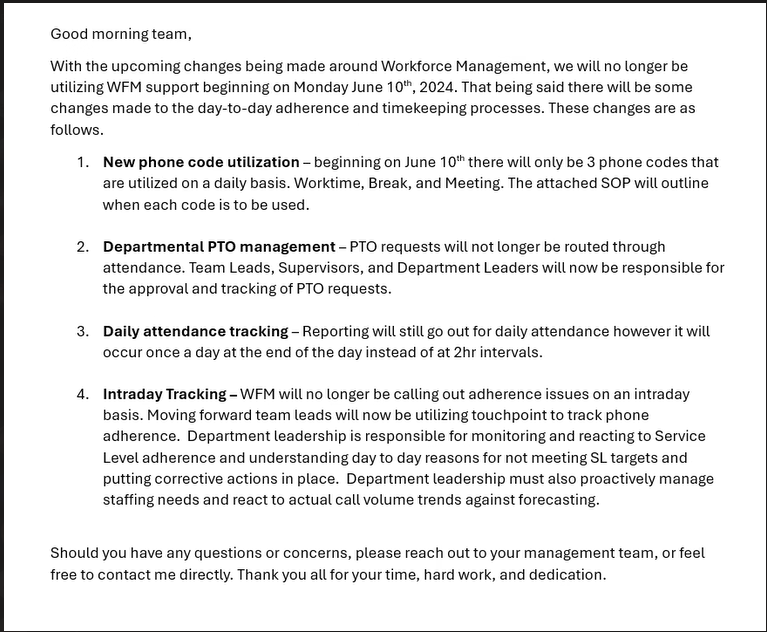 Good morning team,
With the upcoming changes being made around Workforce Management, we will no longer be
utilizing WFM support beginning on Monday June 10th, 2024. That being said there will be some
changes made to the day-to-day adherence and timekeeping processes. These changes are as
follows.
1. New phone code utilization – beginning on June 10th there will only be 3 phone codes that
are utilized on a daily basis. Worktime, Break, and Meeting. The attached SOP will outline
when each code is to be used.
2. Departmental PTO management – PTO requests will not longer be routed through
attendance. Team Leads, Supervisors, and Department Leaders will now be responsible for
the approval and tracking of PTO requests.
3. Daily attendance tracking – Reporting will still go out for daily attendance however it will
occur once a day at the end of the day instead of at 2hr intervals.
4. Intraday Tracking – WFM will no longer be calling out adherence issues on an intraday
basis. Moving forward team leads will now be utilizing touchpoint to track phone
adherence.  Department leadership is responsible for monitoring and reacting to Service
Level adherence and understanding day to day reasons for not meeting SL targets and
putting corrective actions in place.  Department leadership must also proactively manage
staffing needs and react to actual call volume trends against forecasting.
Should you have any questions or concerns, please reach out to your management team, or feel
free to contact me directly. Thank you all for your time, hard work, and dedication.